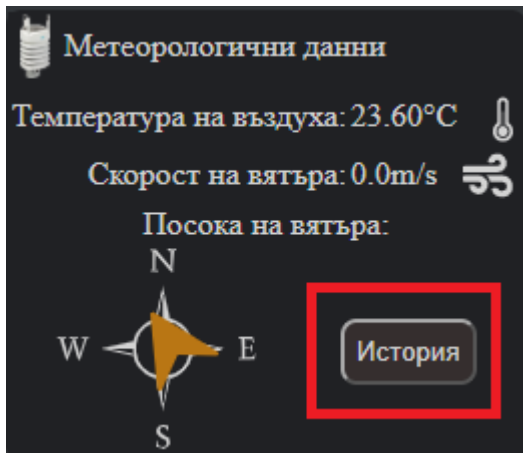 Метеорологични данни
Температура на въздуха: 23.60°C
Скорост на вятъра: 0.0m/s
Посока на вятъра:
N
W E
История
S